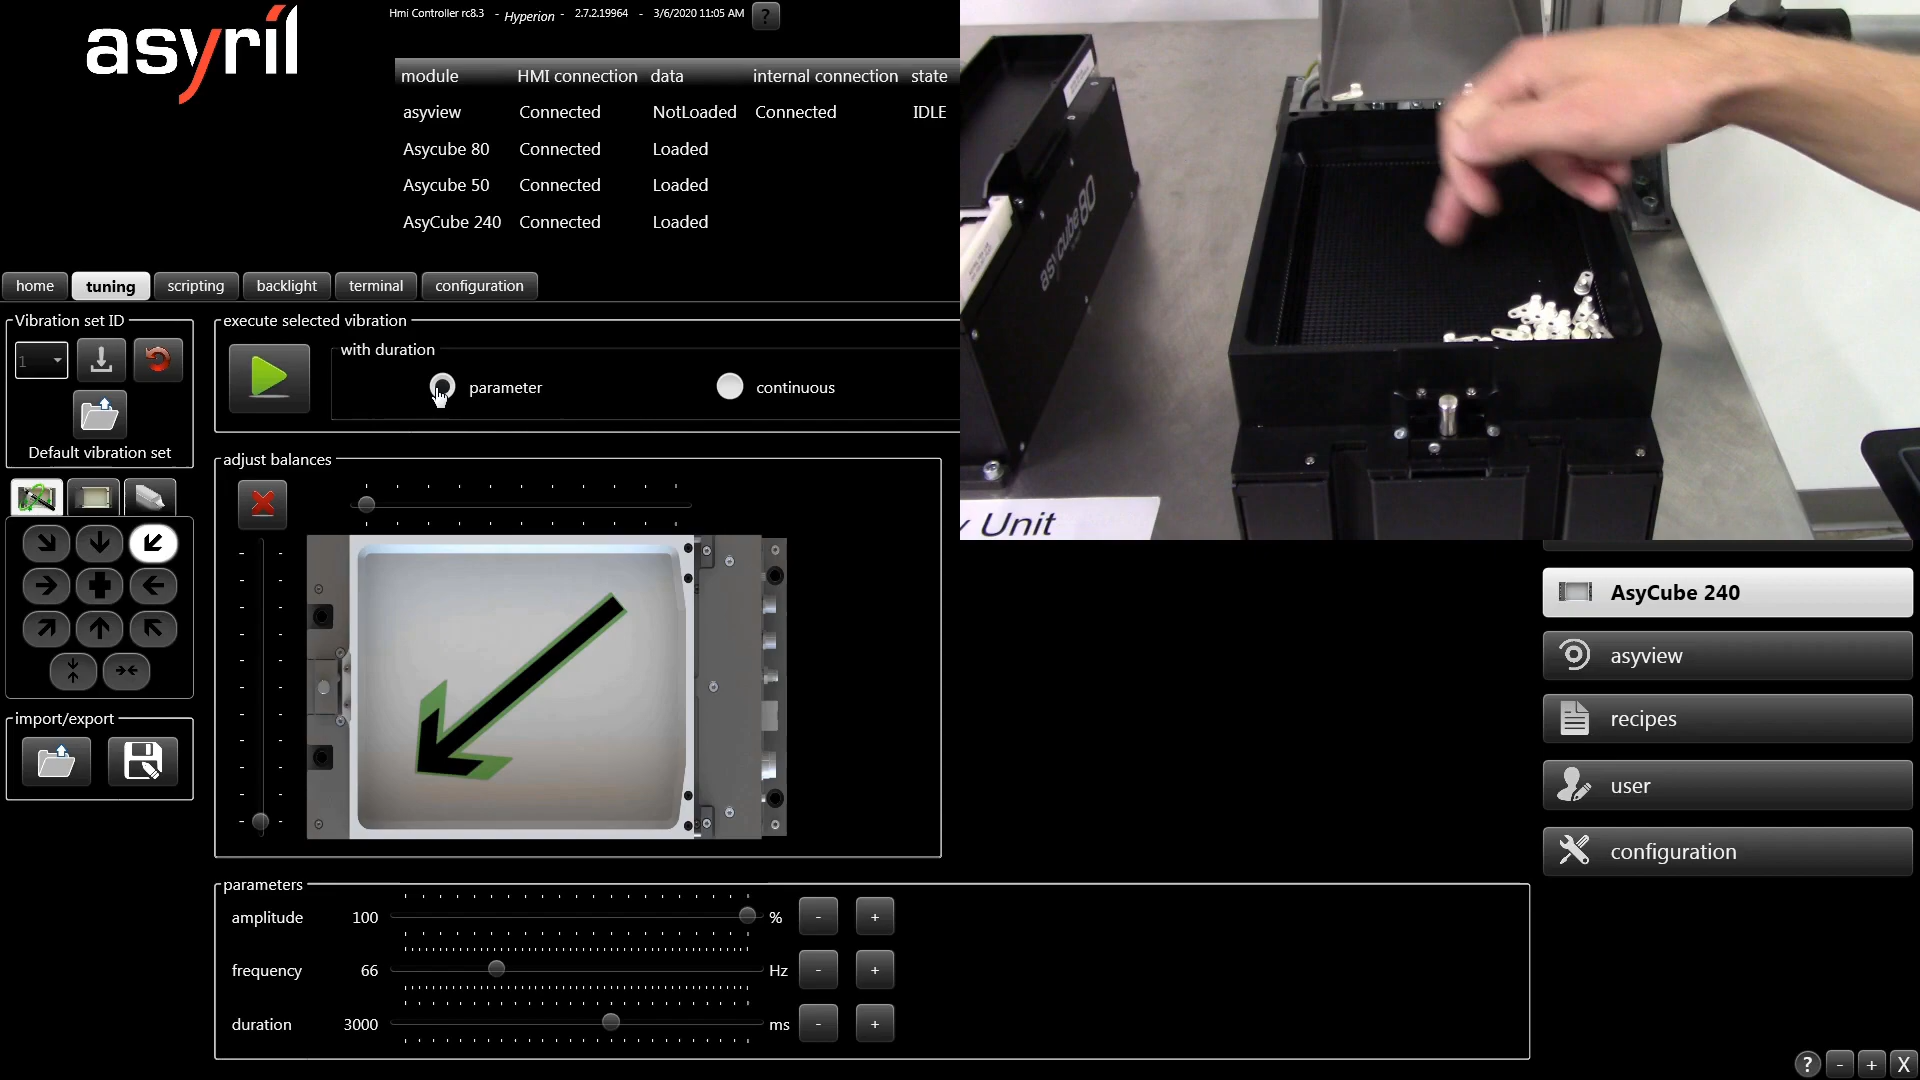 asyril
Hmi Controller rc8.3 - Hyperion - 2.7.2.19964 - 3/6/2020 11:05 AM ?
module HMI connection data internal connection state
asyview Connected NotLoaded Connected IDLE
Asycube 80 Connected Loaded
Asycube 50 Connected Loaded
AsyCube 240 Connected Loaded
home tuning scripting backlight terminal configuration
Vibration set ID
1
Default vibration set
execute selected vibration
with duration
parameter continuous
adjust balances
import/export
parameters
amplitude 100 % - +
frequency 66 Hz - +
duration 3000 ms - +
asycube 80
Unit
AsyCube 240
asyview
recipes
user
configuration
? - + X